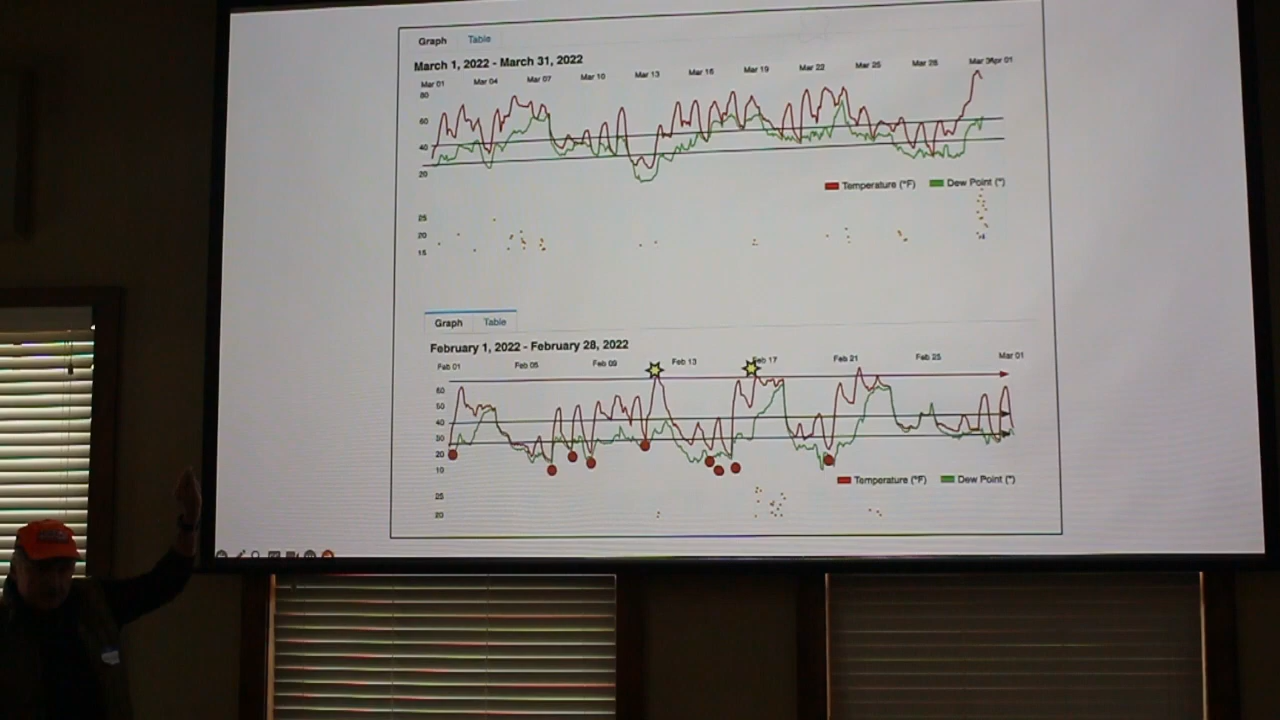 Graph Table
March 1, 2022 - March 31, 2022
Mar 01 Mar 04 Mar 07 Mar 10 Mar 13 Mar 16 Mar 19 Mar 22 Mar 25 Mar 28 Apr 01
80
60
40
20
Temperature (°F) Dew Point (°)
25
20
15
Graph Table
February 1, 2022 - February 28, 2022
Feb 01 Feb 05 Feb 09 Feb 13 Feb 17 Feb 21 Feb 25 Mar 01
60
50
40
30
20
10
Temperature (°F) Dew Point (°)
25
20